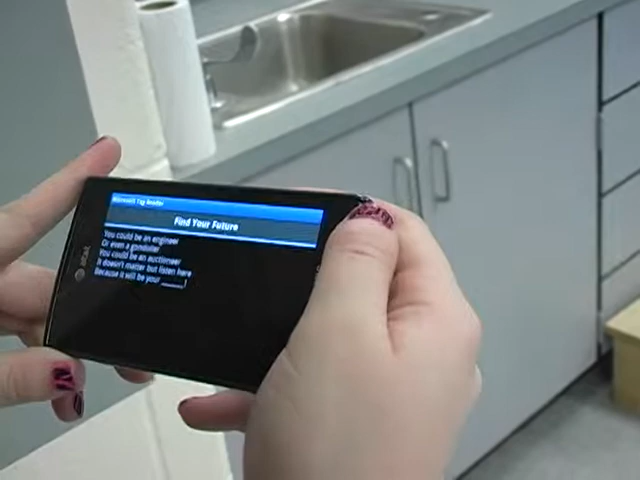 Microsoft Tag Reader
Find Your Future
You could be an engineer
Or even a gondolier
You could be an auctioneer
It doesn't matter but listen here
Because it will be your _____!
at&t